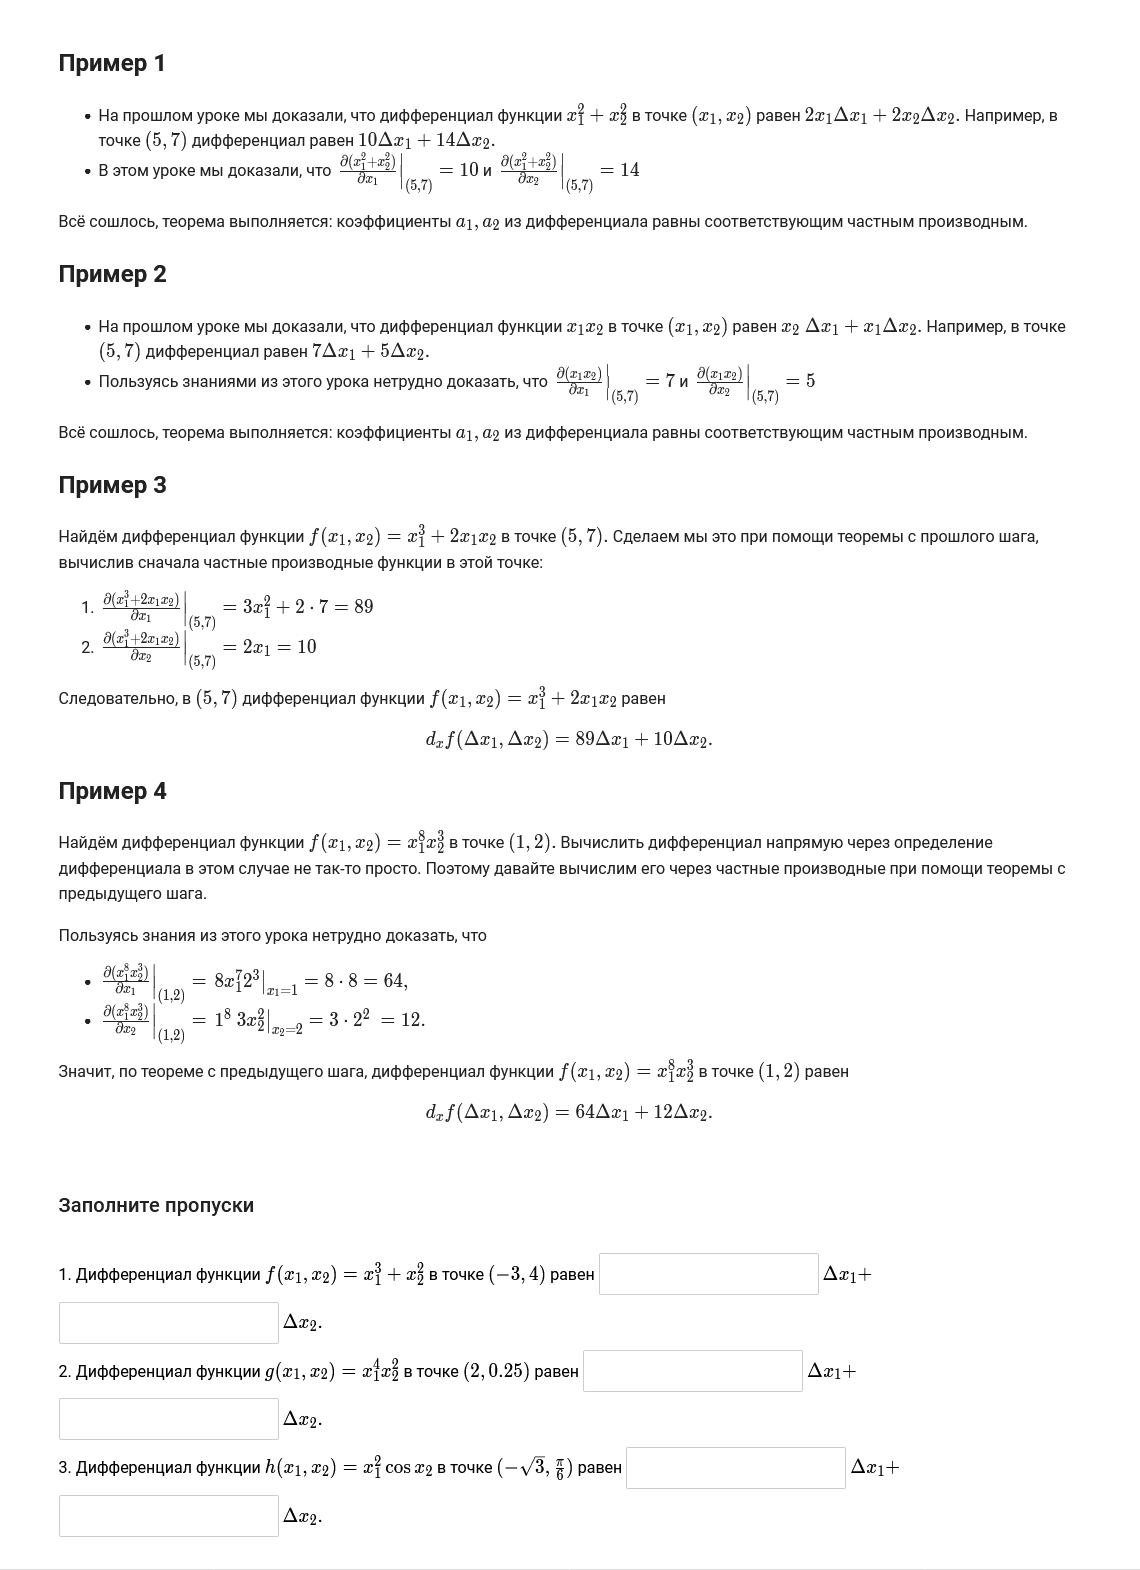 Пример 1
• На прошлом уроке мы доказали, что дифференциал функции $x_1^2 + x_2^2$ в точке $(x_1, x_2)$ равен $2x_1\Delta x_1 + 2x_2\Delta x_2$. Например, в
точке $(5, 7)$ дифференциал равен $10\Delta x_1 + 14\Delta x_2$.
• В этом уроке мы доказали, что $\left.\frac{\partial(x_1^2+x_2^2)}{\partial x_1}\right|_{(5,7)} = 10$ и $\left.\frac{\partial(x_1^2+x_2^2)}{\partial x_2}\right|_{(5,7)} = 14$
Всё сошлось, теорема выполняется: коэффициенты $a_1, a_2$ из дифференциала равны соответствующим частным производным.
Пример 2
• На прошлом уроке мы доказали, что дифференциал функции $x_1x_2$ в точке $(x_1, x_2)$ равен $x_2\ \Delta x_1 + x_1\Delta x_2$. Например, в точке
$(5, 7)$ дифференциал равен $7\Delta x_1 + 5\Delta x_2$.
• Пользуясь знаниями из этого урока нетрудно доказать, что $\left.\frac{\partial(x_1x_2)}{\partial x_1}\right|_{(5,7)} = 7$ и $\left.\frac{\partial(x_1x_2)}{\partial x_2}\right|_{(5,7)} = 5$
Всё сошлось, теорема выполняется: коэффициенты $a_1, a_2$ из дифференциала равны соответствующим частным производным.
Пример 3
Найдём дифференциал функции $f(x_1, x_2) = x_1^3 + 2x_1x_2$ в точке $(5, 7)$. Сделаем мы это при помощи теоремы с прошлого шага,
вычислив сначала частные производные функции в этой точке:
1. $\left.\frac{\partial(x_1^3+2x_1x_2)}{\partial x_1}\right|_{(5,7)} = 3x_1^2 + 2 \cdot 7 = 89$
2. $\left.\frac{\partial(x_1^3+2x_1x_2)}{\partial x_2}\right|_{(5,7)} = 2x_1 = 10$
Следовательно, в $(5, 7)$ дифференциал функции $f(x_1, x_2) = x_1^3 + 2x_1x_2$ равен
$d_xf(\Delta x_1, \Delta x_2) = 89\Delta x_1 + 10\Delta x_2.$
Пример 4
Найдём дифференциал функции $f(x_1, x_2) = x_1^8x_2^3$ в точке $(1, 2)$. Вычислить дифференциал напрямую через определение
дифференциала в этом случае не так-то просто. Поэтому давайте вычислим его через частные производные при помощи теоремы с
предыдущего шага.
Пользуясь знания из этого урока нетрудно доказать, что
• $\left.\frac{\partial(x_1^8x_2^3)}{\partial x_1}\right|_{(1,2)} = \left.8x_1^7 2^3\right|_{x_1=1} = 8 \cdot 8 = 64,$
• $\left.\frac{\partial(x_1^8x_2^3)}{\partial x_2}\right|_{(1,2)} = \left.1^8\ 3x_2^2\right|_{x_2=2} = 3 \cdot 2^2\ = 12.$
Значит, по теореме с предыдущего шага, дифференциал функции $f(x_1, x_2) = x_1^8x_2^3$ в точке $(1, 2)$ равен
$d_xf(\Delta x_1, \Delta x_2) = 64\Delta x_1 + 12\Delta x_2.$
Заполните пропуски
1. Дифференциал функции $f(x_1, x_2) = x_1^3 + x_2^2$ в точке $(-3, 4)$ равен $\Delta x_1+$
$\Delta x_2.$
2. Дифференциал функции $g(x_1, x_2) = x_1^4x_2^2$ в точке $(2, 0.25)$ равен $\Delta x_1+$
$\Delta x_2.$
3. Дифференциал функции $h(x_1, x_2) = x_1^2 \cos x_2$ в точке $(-\sqrt{3}, \frac{\pi}{6})$ равен $\Delta x_1+$
$\Delta x_2.$